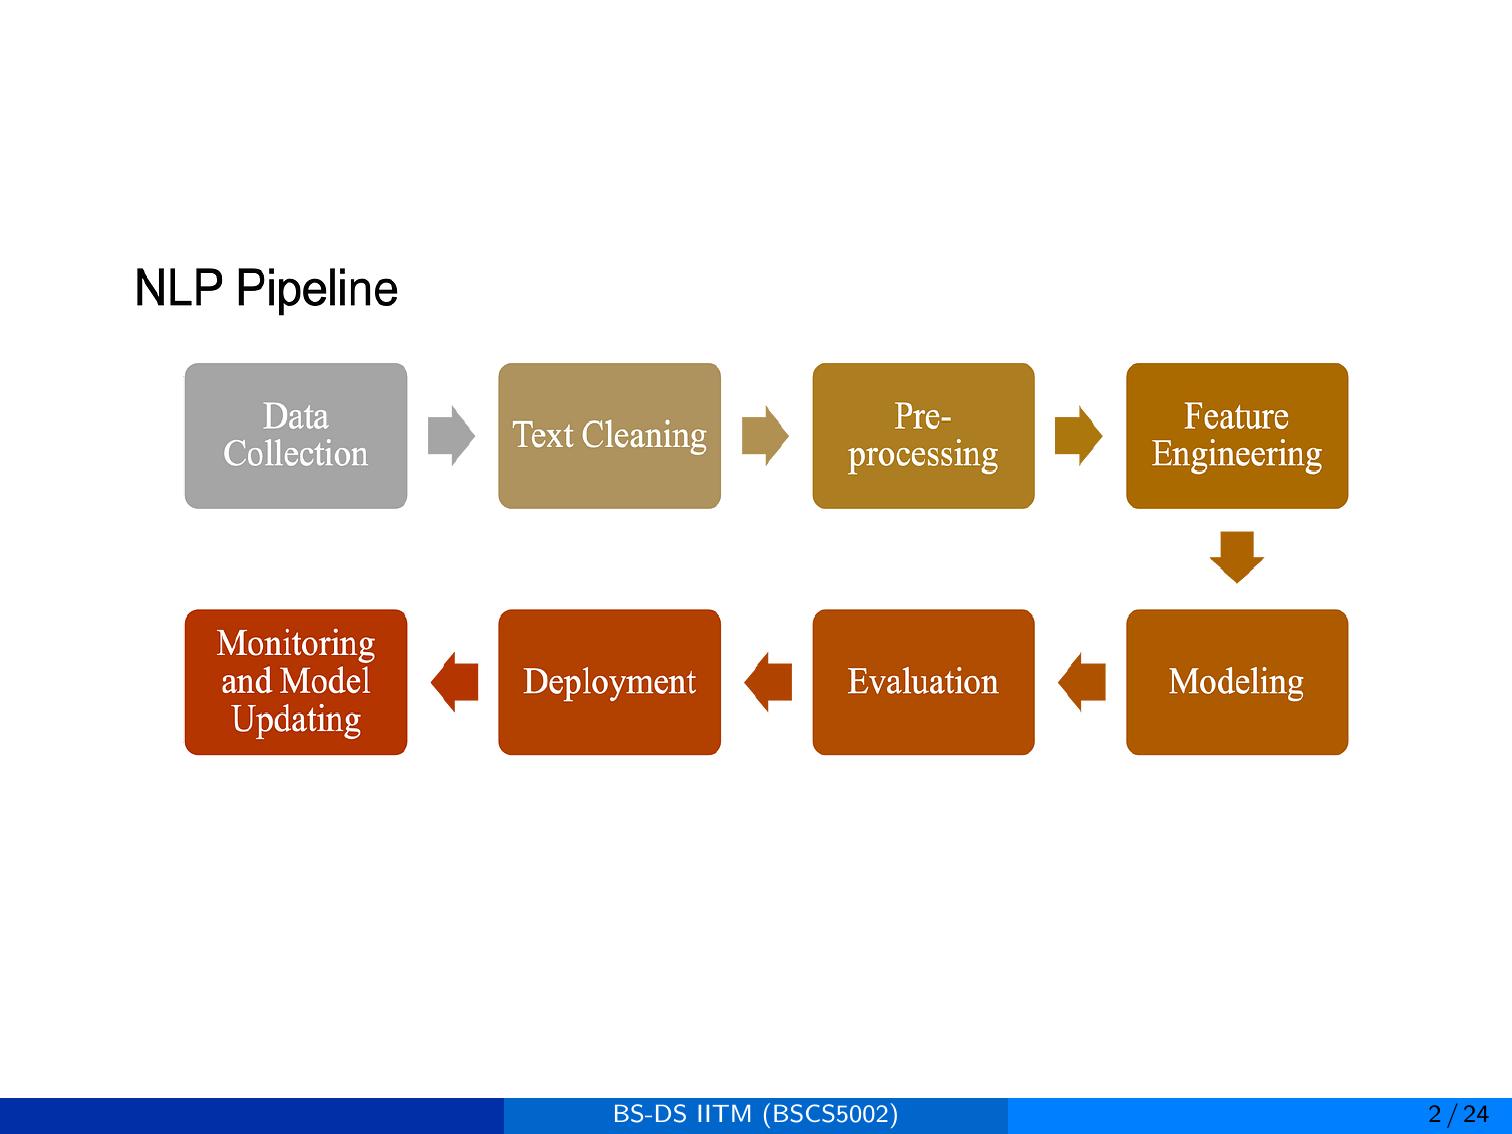 NLP Pipeline
Data
Collection
Text Cleaning
Pre-
processing
Feature
Engineering
Modeling
Evaluation
Deployment
Monitoring
and Model
Updating
BS-DS IITM (BSCS5002)
2 / 24